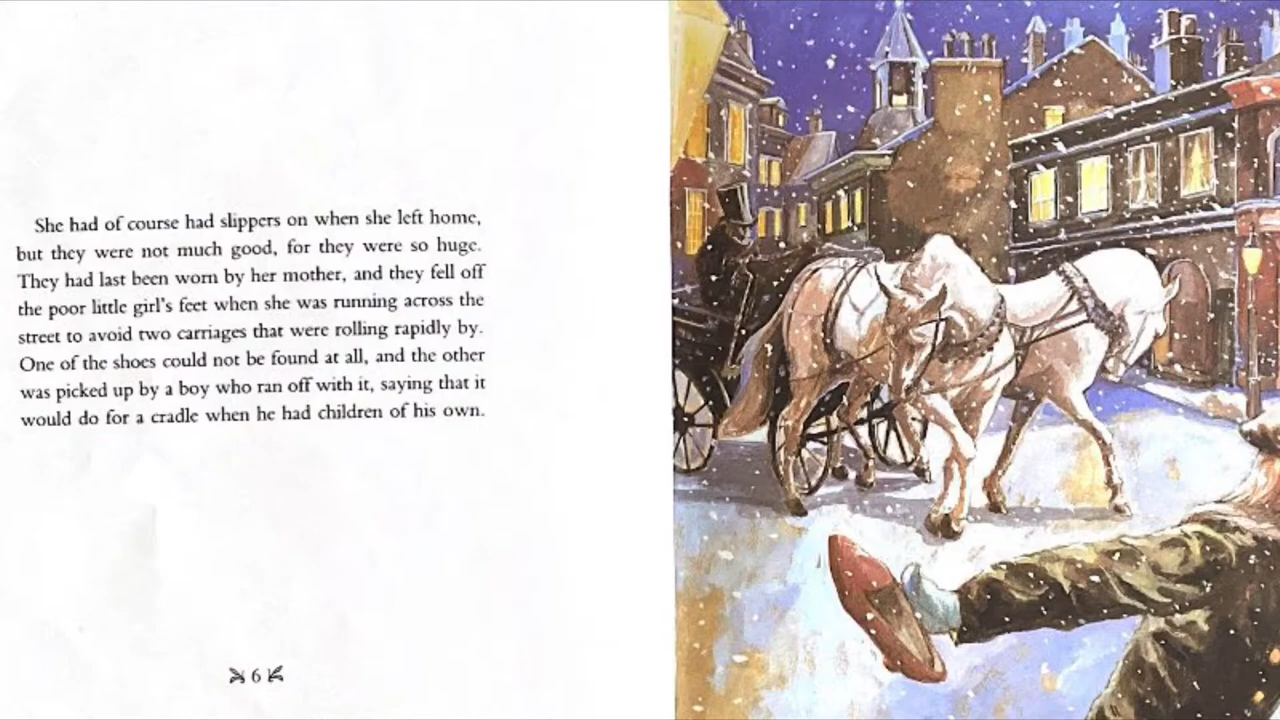 She had of course had slippers on when she left home,
but they were not much good, for they were so huge.
They had last been worn by her mother, and they fell off
the poor little girl's feet when she was running across the
street to avoid two carriages that were rolling rapidly by.
One of the shoes could not be found at all, and the other
was picked up by a boy who ran off with it, saying that it
would do for a cradle when he had children of his own.
6